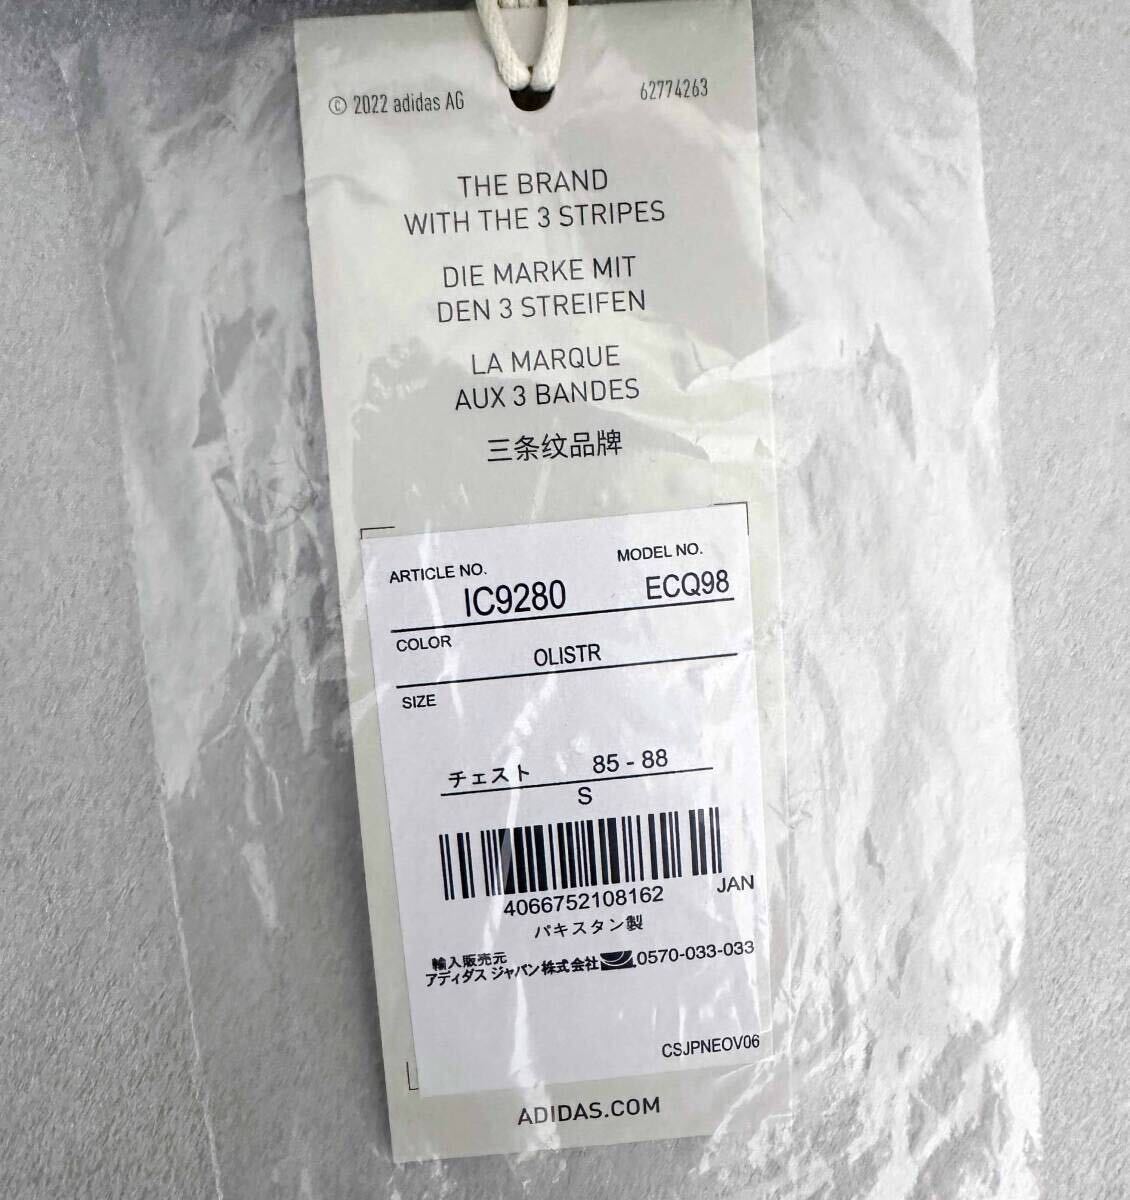 © 2022 adidas AG
62774263
THE BRAND
WITH THE 3 STRIPES
DIE MARKE MIT
DEN 3 STREIFEN
LA MARQUE
AUX 3 BANDES
三条纹品牌
ARTICLE NO.
MODEL NO.
IC9280
ECQ98
COLOR
OLISTR
SIZE
チェスト 85 - 88
S
4066752108162
JAN
パキスタン製
輸入販売元
アディダス ジャパン株式会社 0570-033-033
CSJPNEOV06
ADIDAS.COM